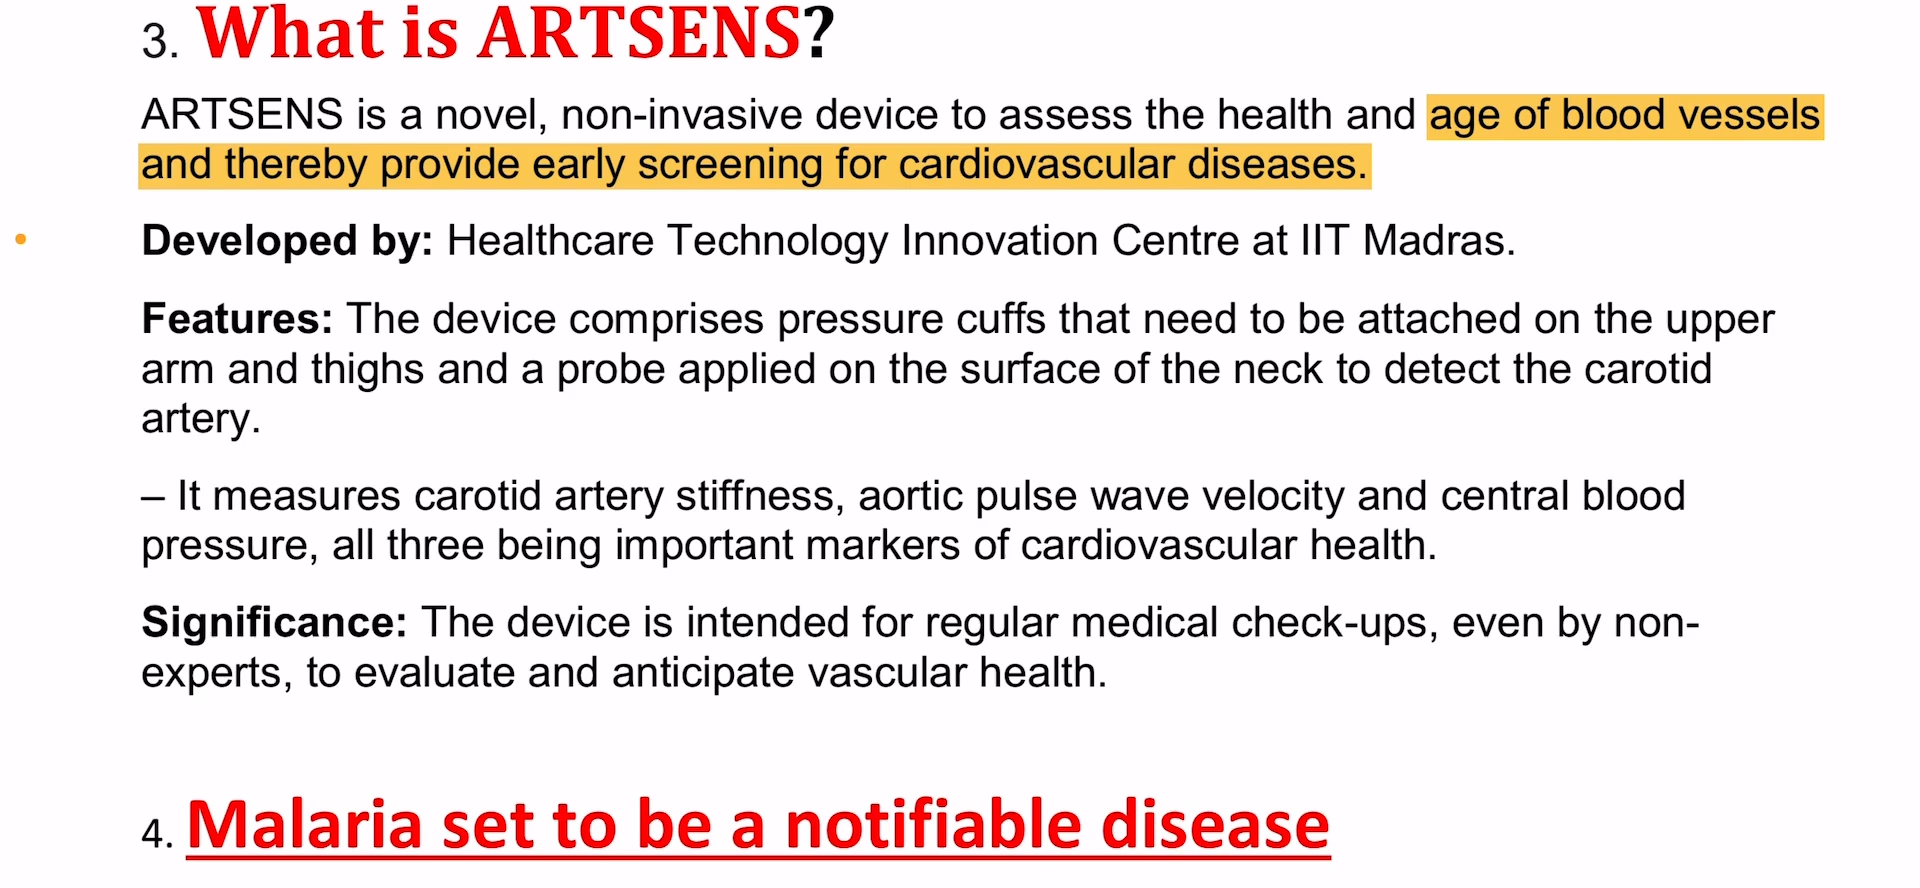 3. What is ARTSENS?
ARTSENS is a novel, non-invasive device to assess the health and age of blood vessels
and thereby provide early screening for cardiovascular diseases.
• Developed by: Healthcare Technology Innovation Centre at IIT Madras.
Features: The device comprises pressure cuffs that need to be attached on the upper
arm and thighs and a probe applied on the surface of the neck to detect the carotid
artery.
– It measures carotid artery stiffness, aortic pulse wave velocity and central blood
pressure, all three being important markers of cardiovascular health.
Significance: The device is intended for regular medical check-ups, even by non-
experts, to evaluate and anticipate vascular health.
4. Malaria set to be a notifiable disease